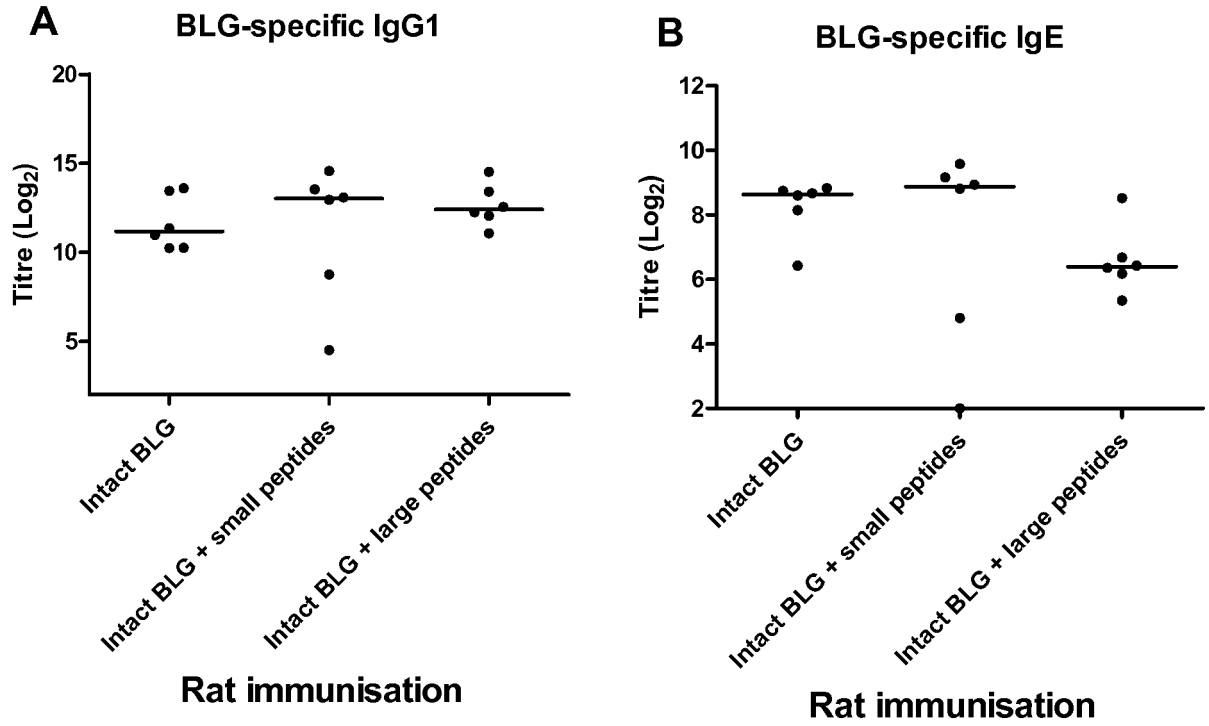 A
BLG-specific IgG1
20
15
10
5
Titre (Log2)
Intact BLG
Intact BLG + small peptides
Intact BLG + large peptides
Rat immunisation
B
BLG-specific IgE
12
10
8
6
4
2
Titre (Log2)
Intact BLG
Intact BLG + small peptides
Intact BLG + large peptides
Rat immunisation